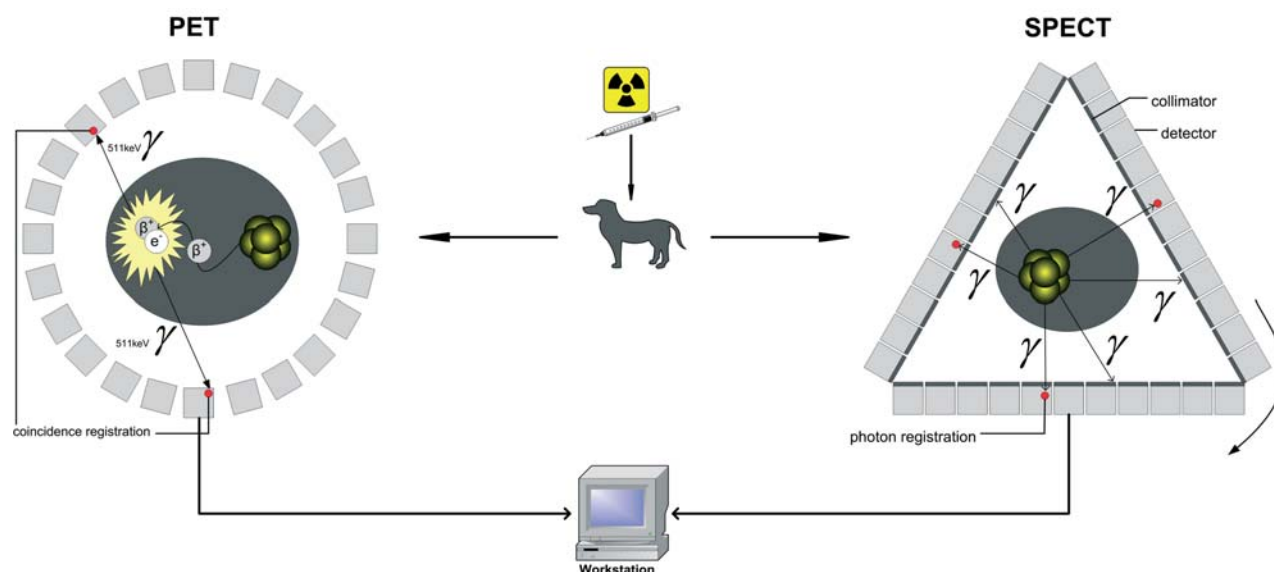 PET
SPECT
collimator
detector
511keV
γ
β⁺
e⁻
β⁺
511keV
γ
coincidence registration
γ
γ
γ
γ
γ
γ
photon registration
Workstation